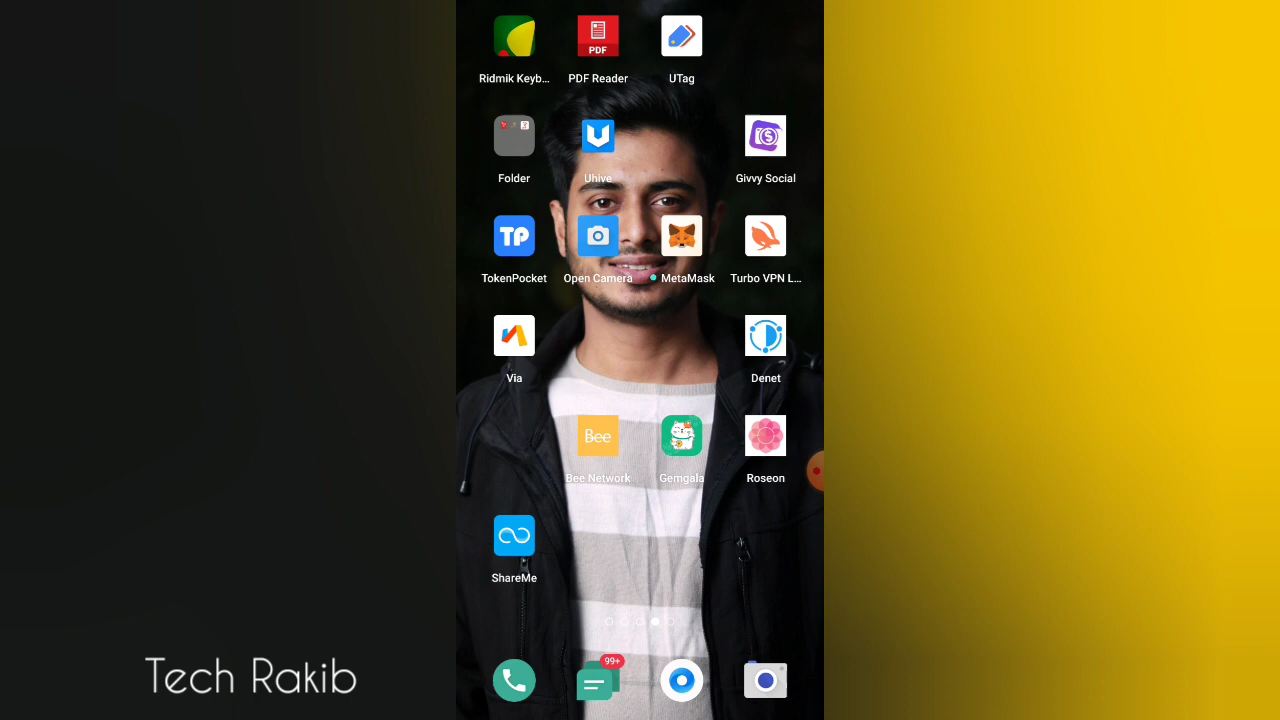 PDF
Ridmik Keyb...
PDF Reader
UTag
Folder
Uhive
$
Givvy Social
TP
TokenPocket
Open Camera
MetaMask
Turbo VPN L...
Via
Denet
Bee
Bee Network
Gemgala
Roseon
ShareMe
99+
Tech Rakib